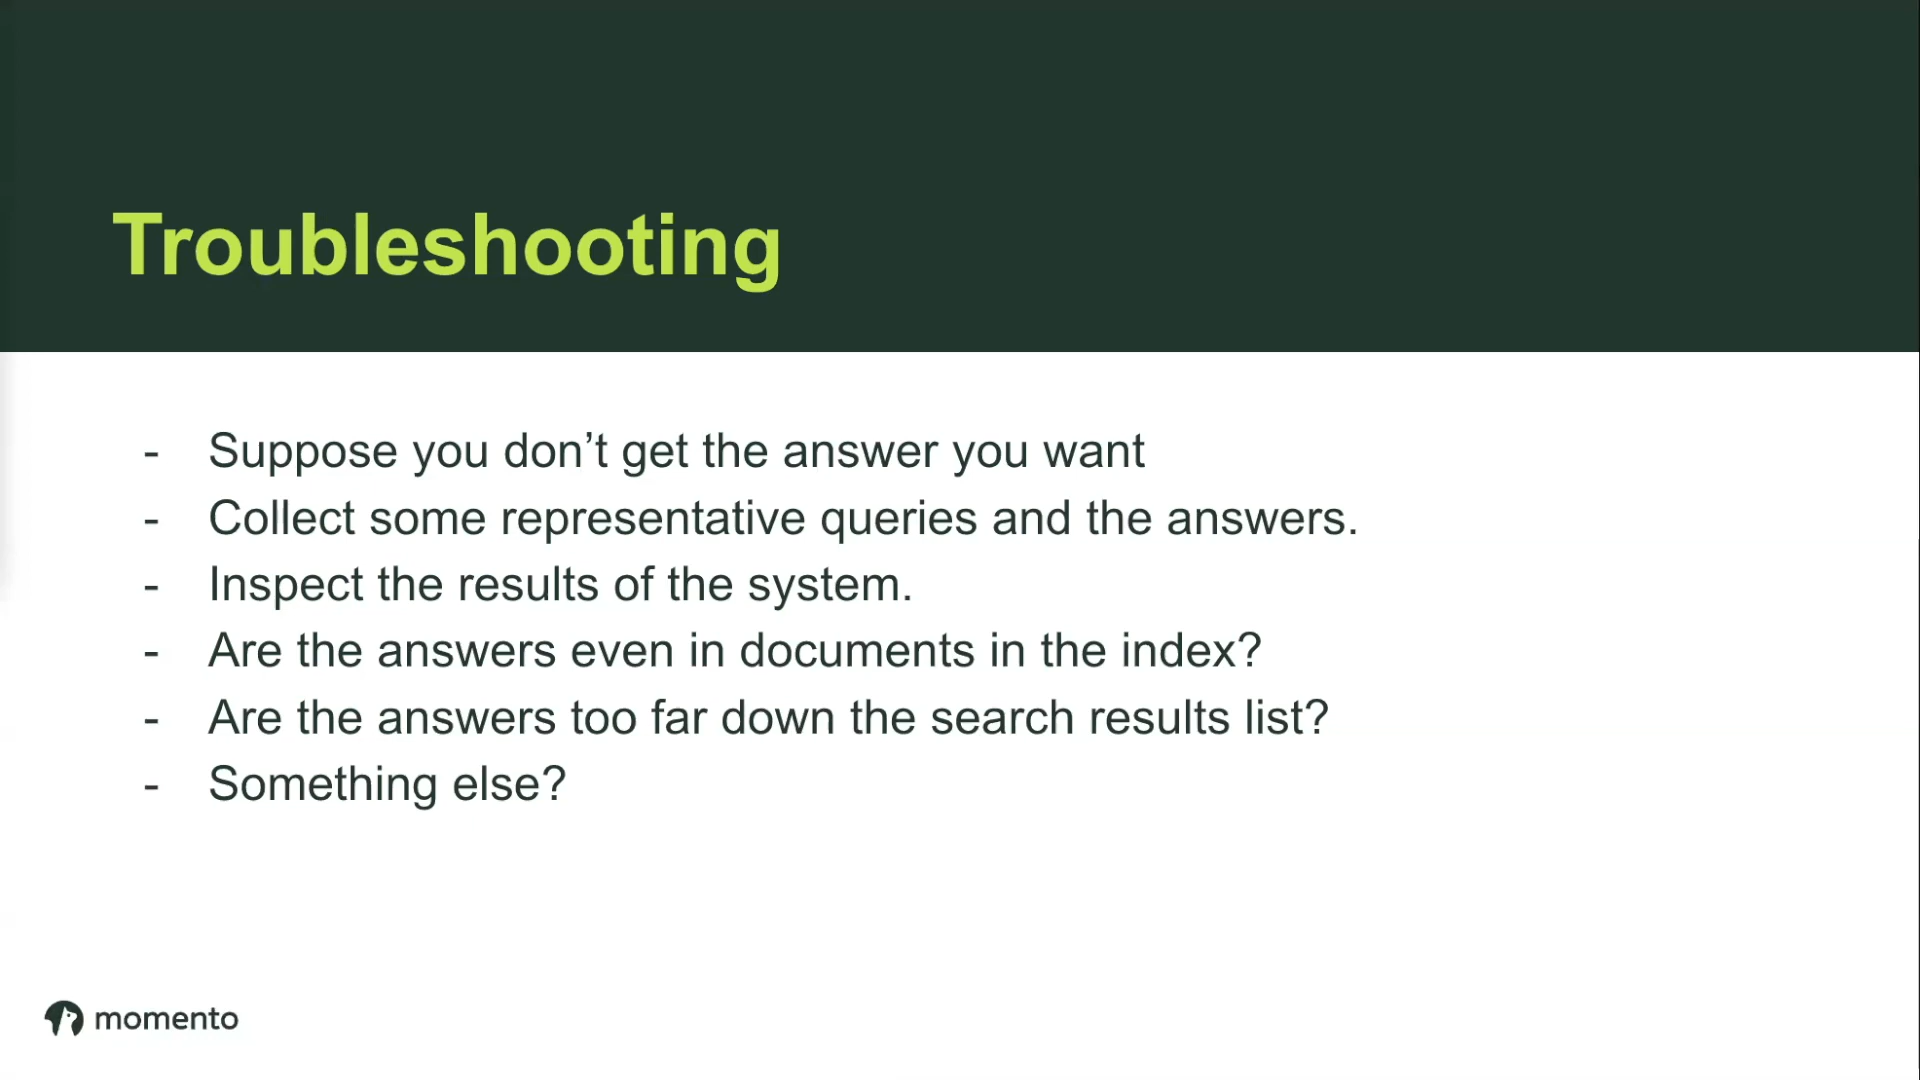 Troubleshooting
- Suppose you don’t get the answer you want
- Collect some representative queries and the answers.
- Inspect the results of the system.
- Are the answers even in documents in the index?
- Are the answers too far down the search results list?
- Something else?
momento